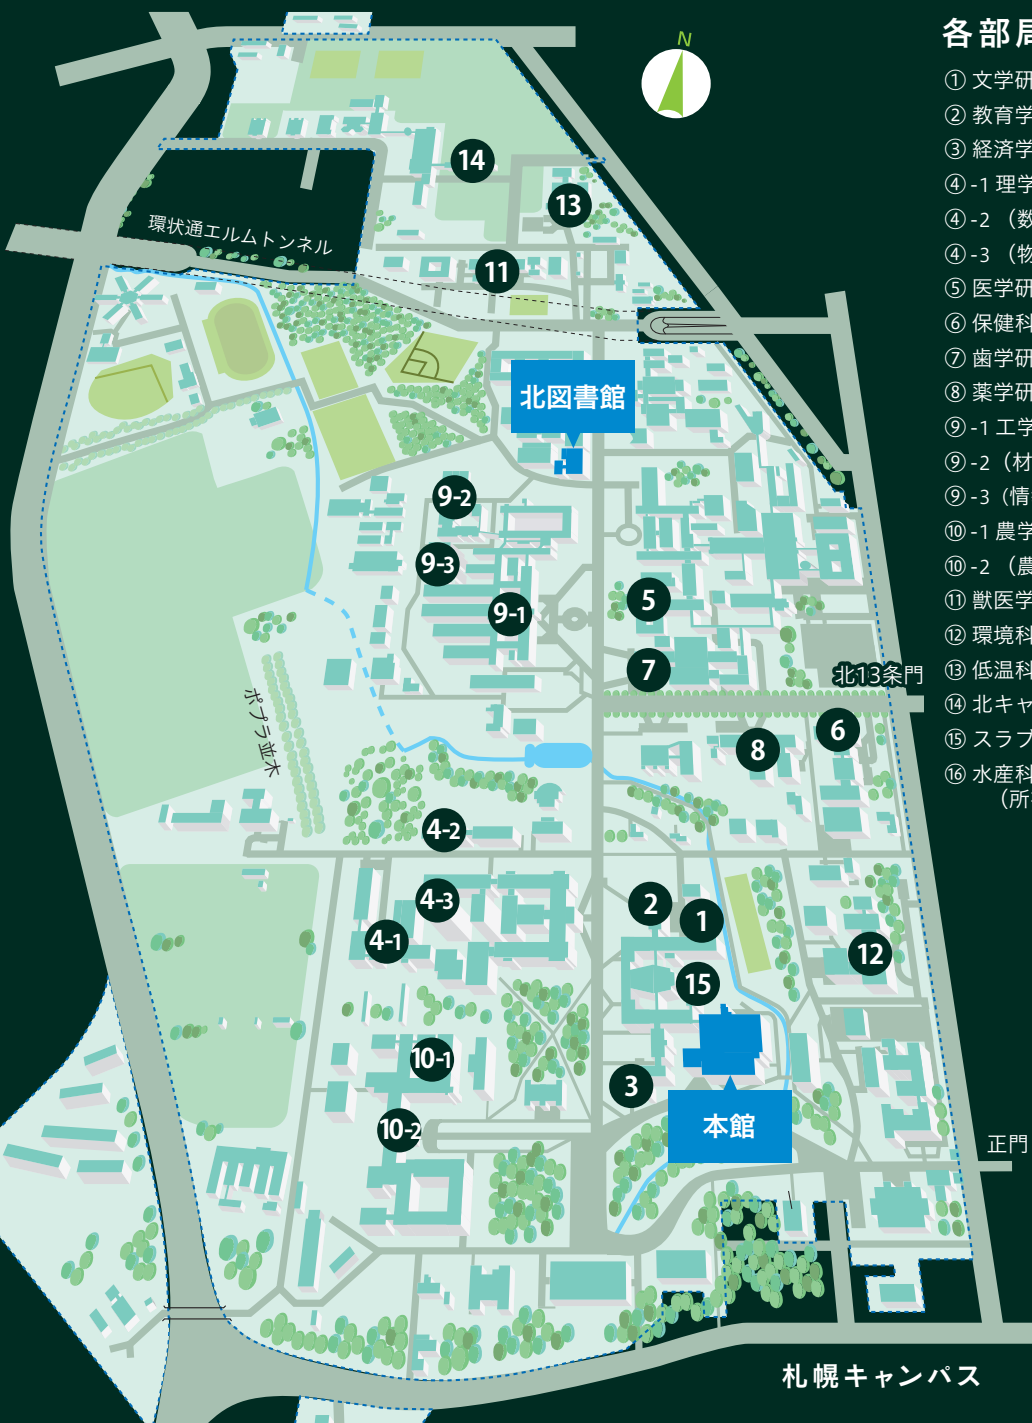 N
各部局
① 文学研
② 教育学
③ 経済学
④-1 理学
④-2 （数
④-3 （物
⑤ 医学研
⑥ 保健科
⑦ 歯学研
⑧ 薬学研
⑨-1 工学
⑨-2（材
⑨-3（情
⑩-1 農学
⑩-2 （農
⑪ 獣医学
⑫ 環境科
⑬ 低温科
⑭ 北キャ
⑮ スラブ
⑯ 水産科
（所
14
13
環状通エルムトンネル
11
北図書館
9-2
9-3
9-1
5
7
北13条門
6
8
ポプラ並木
4-2
4-3
4-1
2
1
12
15
10-1
3
10-2
本館
正門
札幌キャンパス